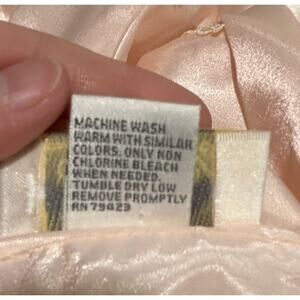 MACHINE WASH
WARM WITH SIMILAR
COLORS. ONLY NON
CHLORINE BLEACH
WHEN NEEDED.
TUMBLE DRY LOW
REMOVE PROMPTLY
RN 79423